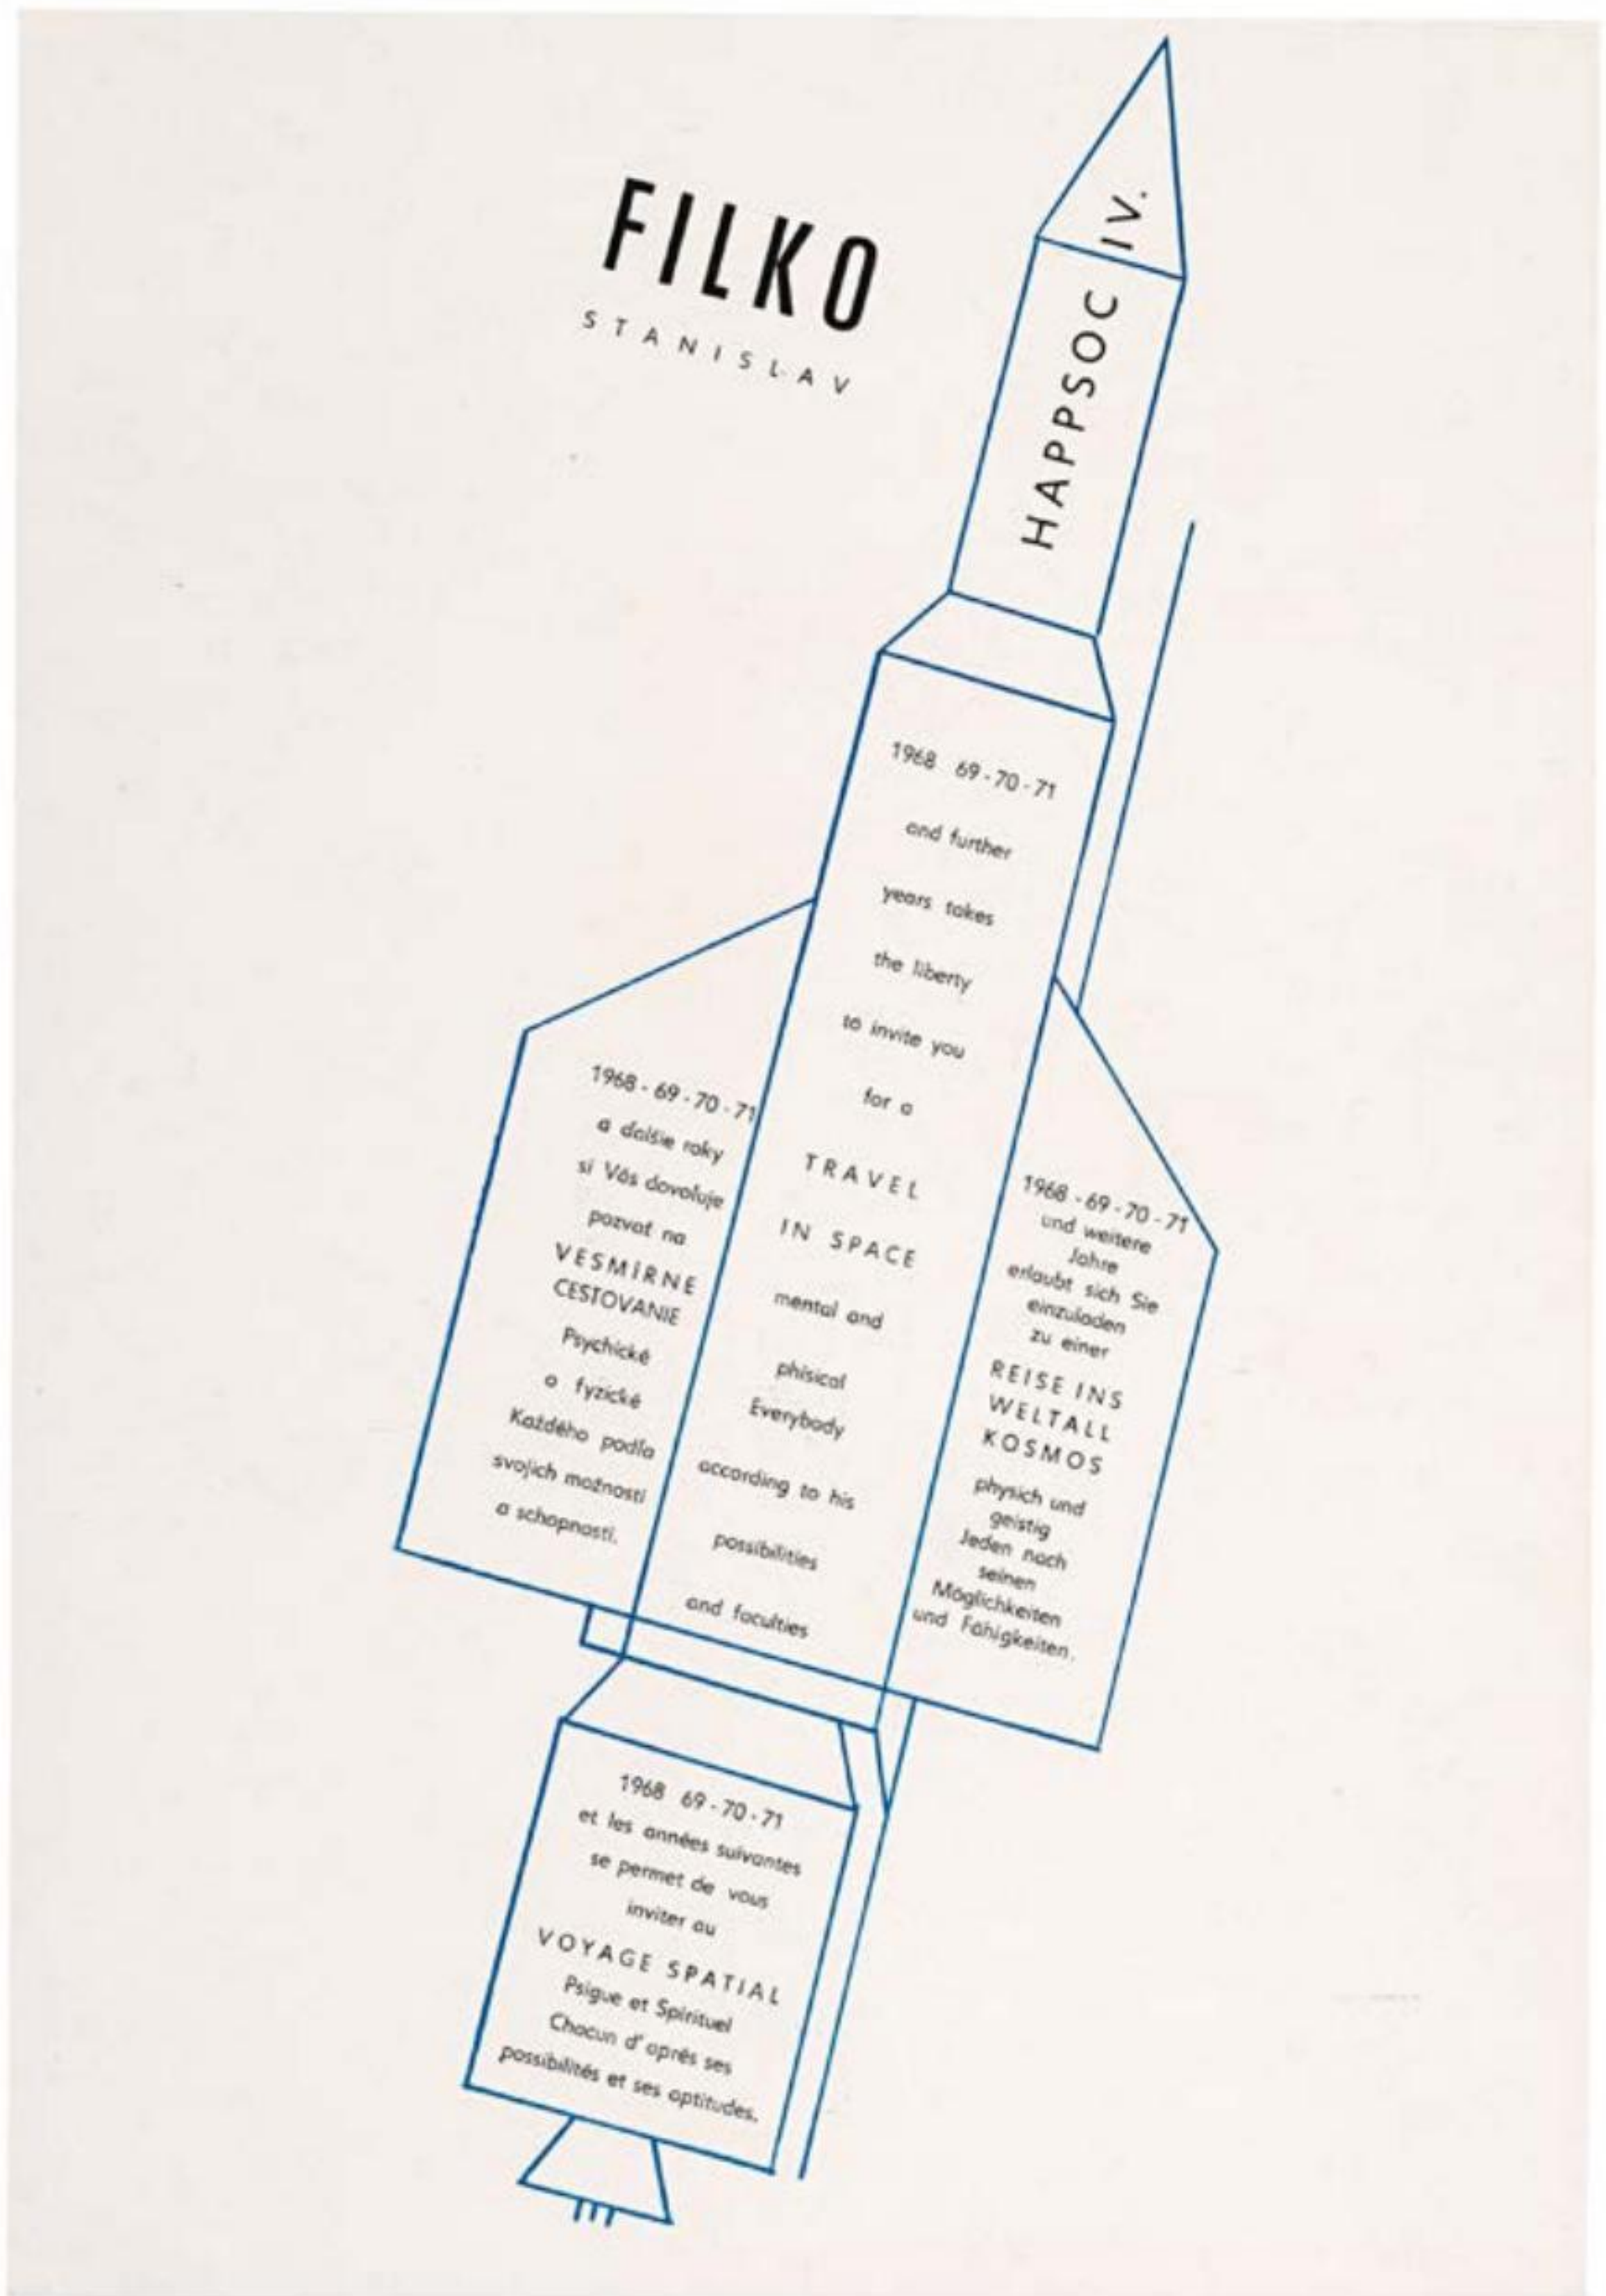 FILKO
STANISLAV
HAPPSOC IV.
1968 69-70-71
and further
years takes
the liberty
to invite you
for a
TRAVEL
IN SPACE
mental and
phisical
Everybody
according to his
possibilities
and faculties
1968 - 69 - 70 - 71
a dalšie roky
si Vás dovoluje
pozvať na
VESMÍRNE
CESTOVANIE
Psychické
a fyzické
Každého podľa
svojich možností
a schopností.
1968 - 69 - 70 - 71
und weitere
Jahre
erlaubt sich Sie
einzuladen
zu einer
REISE INS
WELTALL
KOSMOS
physich und
geistig
Jeden nach
seinen
Möglichkeiten
und Fähigkeiten.
1968 69-70-71
et les années suivantes
se permet de vous
inviter au
VOYAGE SPATIAL
Psigue et Spirituel
Chacun d'aprés ses
possibilités et ses aptitudes.